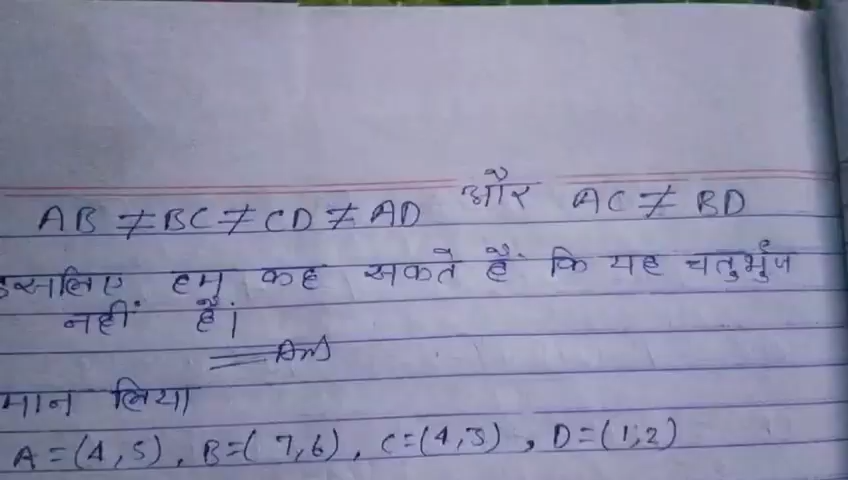 AB ≠ BC ≠ CD ≠ AD और AC ≠ BD
इसलिए हम कह सकते हैं कि यह चतुर्भुज
नहीं है।
Ans
मान लिया
A = (4,5), B = (7,6), C = (4,3), D = (1,2)